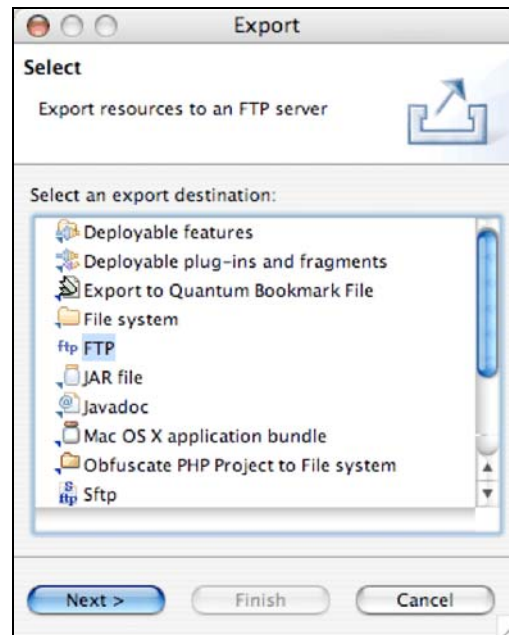 Export
Select
Export resources to an FTP server
Select an export destination:
Deployable features
Deployable plug-ins and fragments
Export to Quantum Bookmark File
File system
ftp FTP
JAR file
@ Javadoc
Mac OS X application bundle
Obfuscate PHP Project to File system
S ftp Sftp
Next >
Finish
Cancel